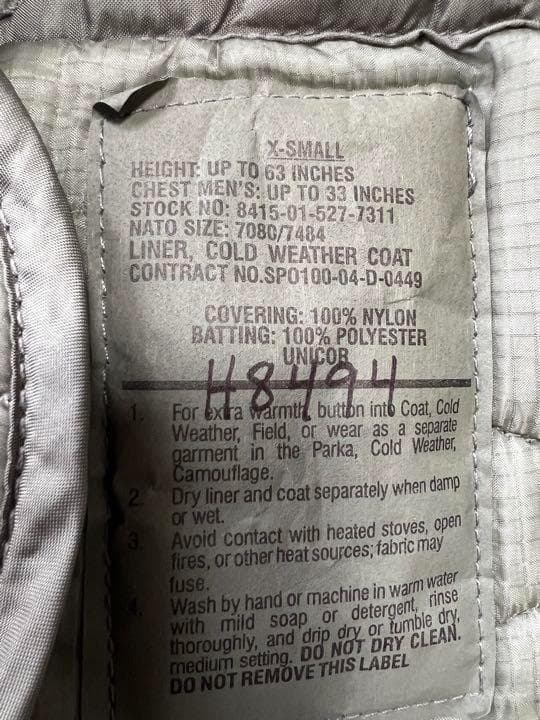 X-SMALL
HEIGHT: UP TO 63 INCHES
CHEST MEN'S: UP TO 33 INCHES
STOCK NO: 8415-01-527-7311
NATO SIZE: 7080/7484
LINER, COLD WEATHER COAT
CONTRACT NO.SPO100-04-D-0449
COVERING: 100% NYLON
BATTING: 100% POLYESTER
UNICOR
H8494
1. For extra warmth, button into Coat, Cold
Weather, Field, or wear as a separate
garment in the Parka, Cold Weather,
Camouflage.
2. Dry liner and coat separately when damp
or wet.
3. Avoid contact with heated stoves, open
fires, or other heat sources; fabric may
fuse.
4. Wash by hand or machine in warm water
with mild soap or detergent, rinse
thoroughly, and drip dry or tumble dry,
medium setting. DO NOT DRY CLEAN.
DO NOT REMOVE THIS LABEL